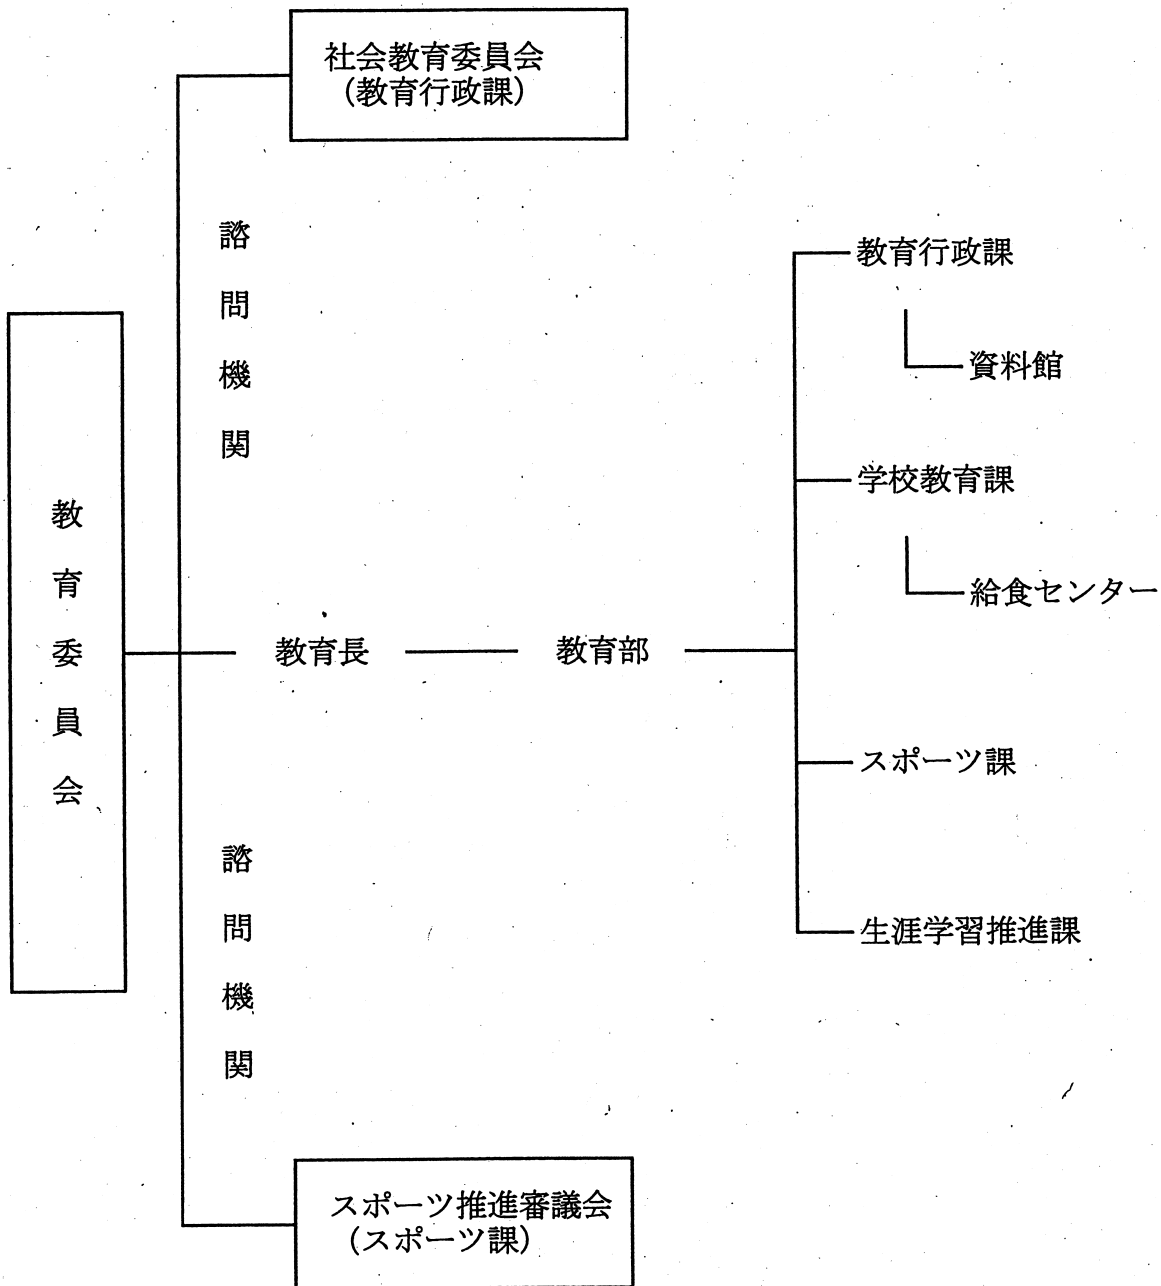 社会教育委員会
(教育行政課)
諮問機関
教育行政課
資料館
学校教育課
給食センター
教育委員会
教育長
教育部
スポーツ課
生涯学習推進課
諮問機関
スポーツ推進審議会
(スポーツ課)